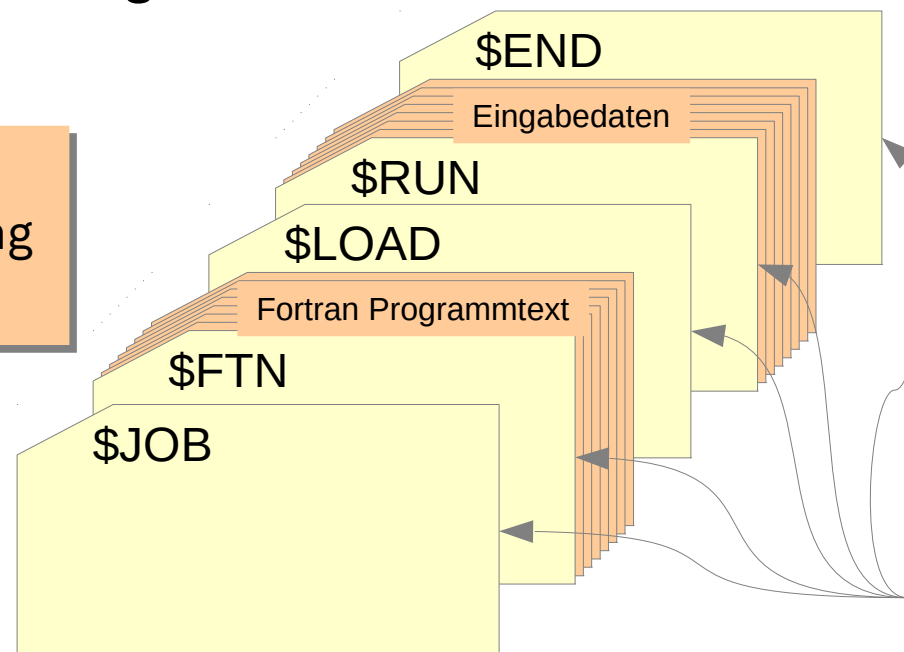 $END
Eingabedaten
$RUN
$LOAD
Fortran Programmtext
$FTN
$JOB